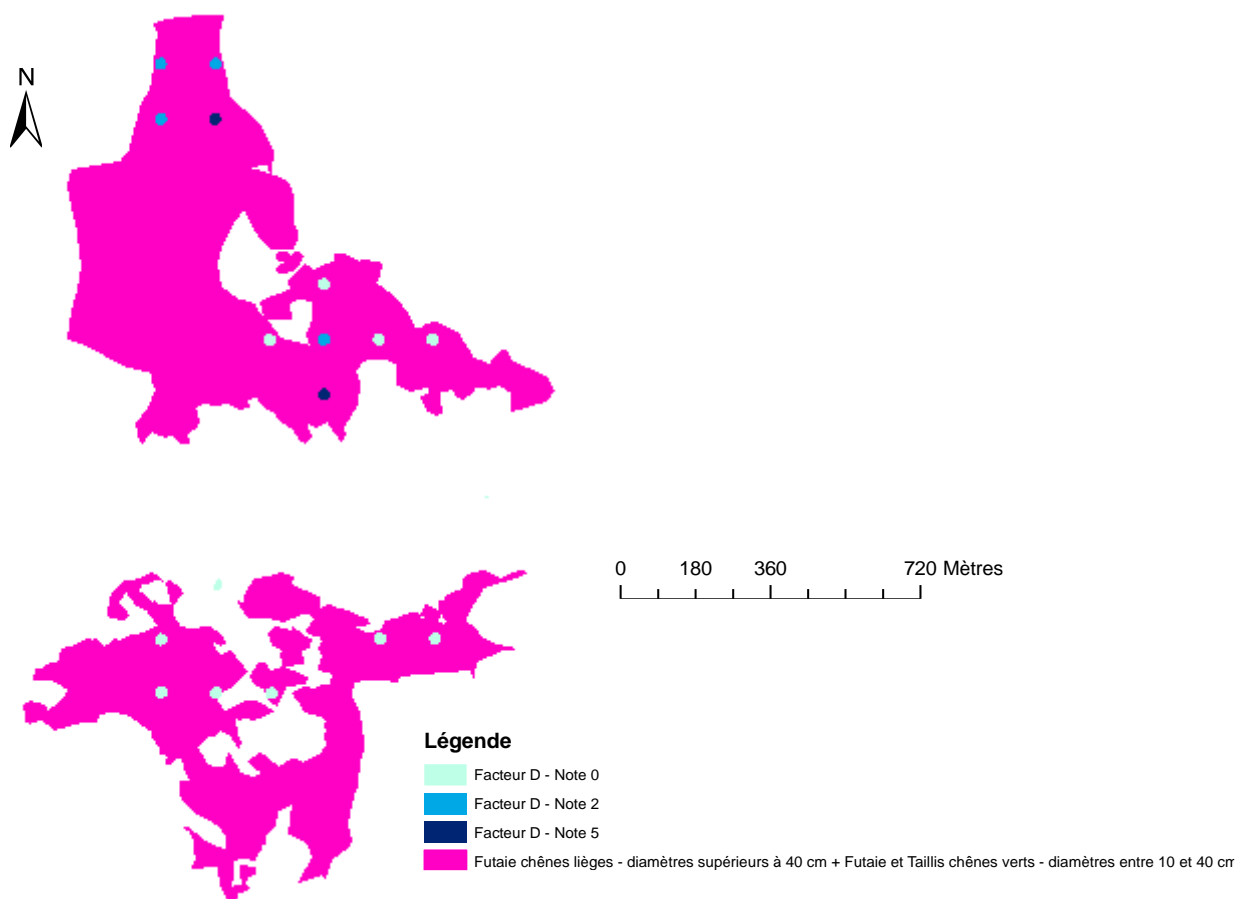 N
0 180 360 720 Mètres
Légende
Facteur D - Note 0
Facteur D - Note 2
Facteur D - Note 5
Futaie chênes lièges - diamètres supérieurs à 40 cm + Futaie et Taillis chênes verts - diamètres entre 10 et 40 cm